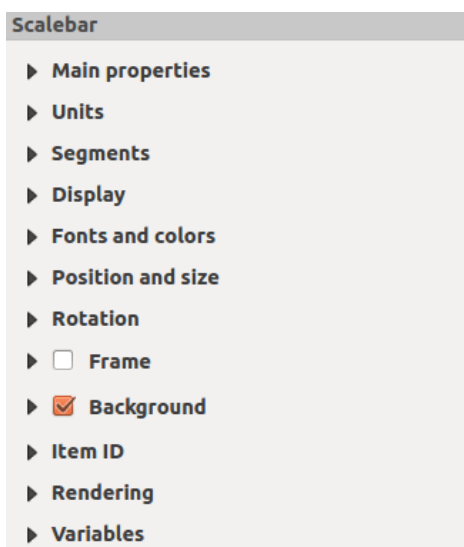 Scalebar
Main properties
Units
Segments
Display
Fonts and colors
Position and size
Rotation
Frame
Background
Item ID
Rendering
Variables